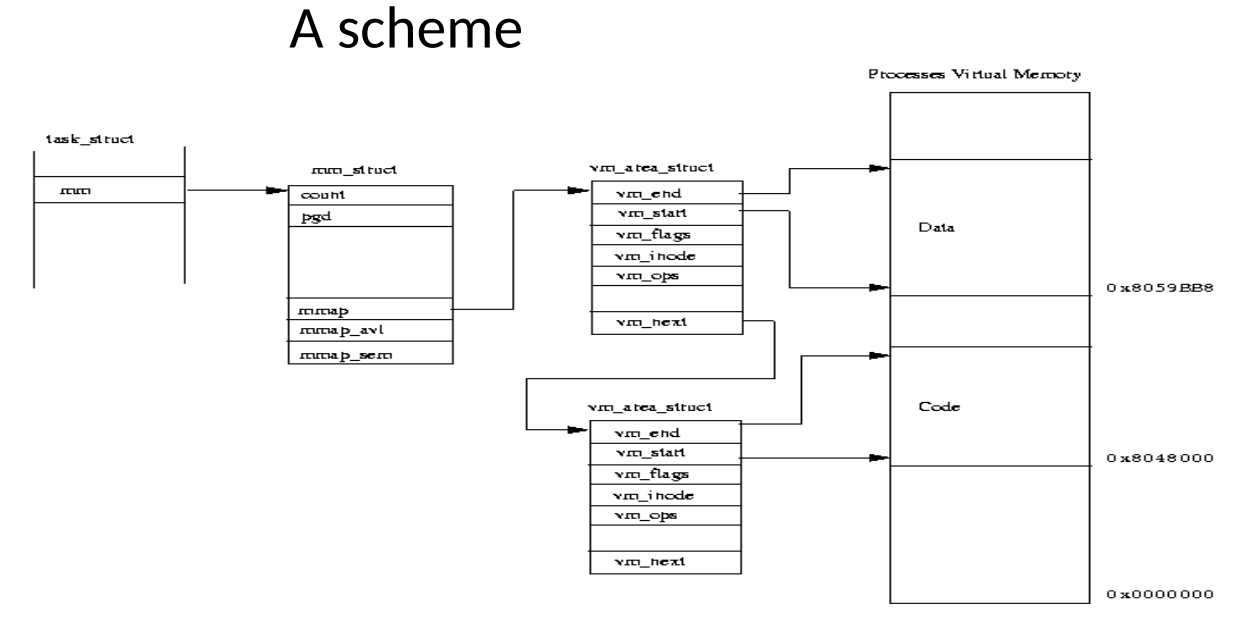 A scheme
Processes Virtual Memory
task_struct
mm
mm_struct
count
pgd
mmap
mmap_avl
mmap_sem
vm_area_struct
vm_end
vm_start
vm_flags
vm_inode
vm_ops
vm_next
vm_area_struct
vm_end
vm_start
vm_flags
vm_inode
vm_ops
vm_next
Data
0x8059BB8
Code
0x8048000
0x0000000